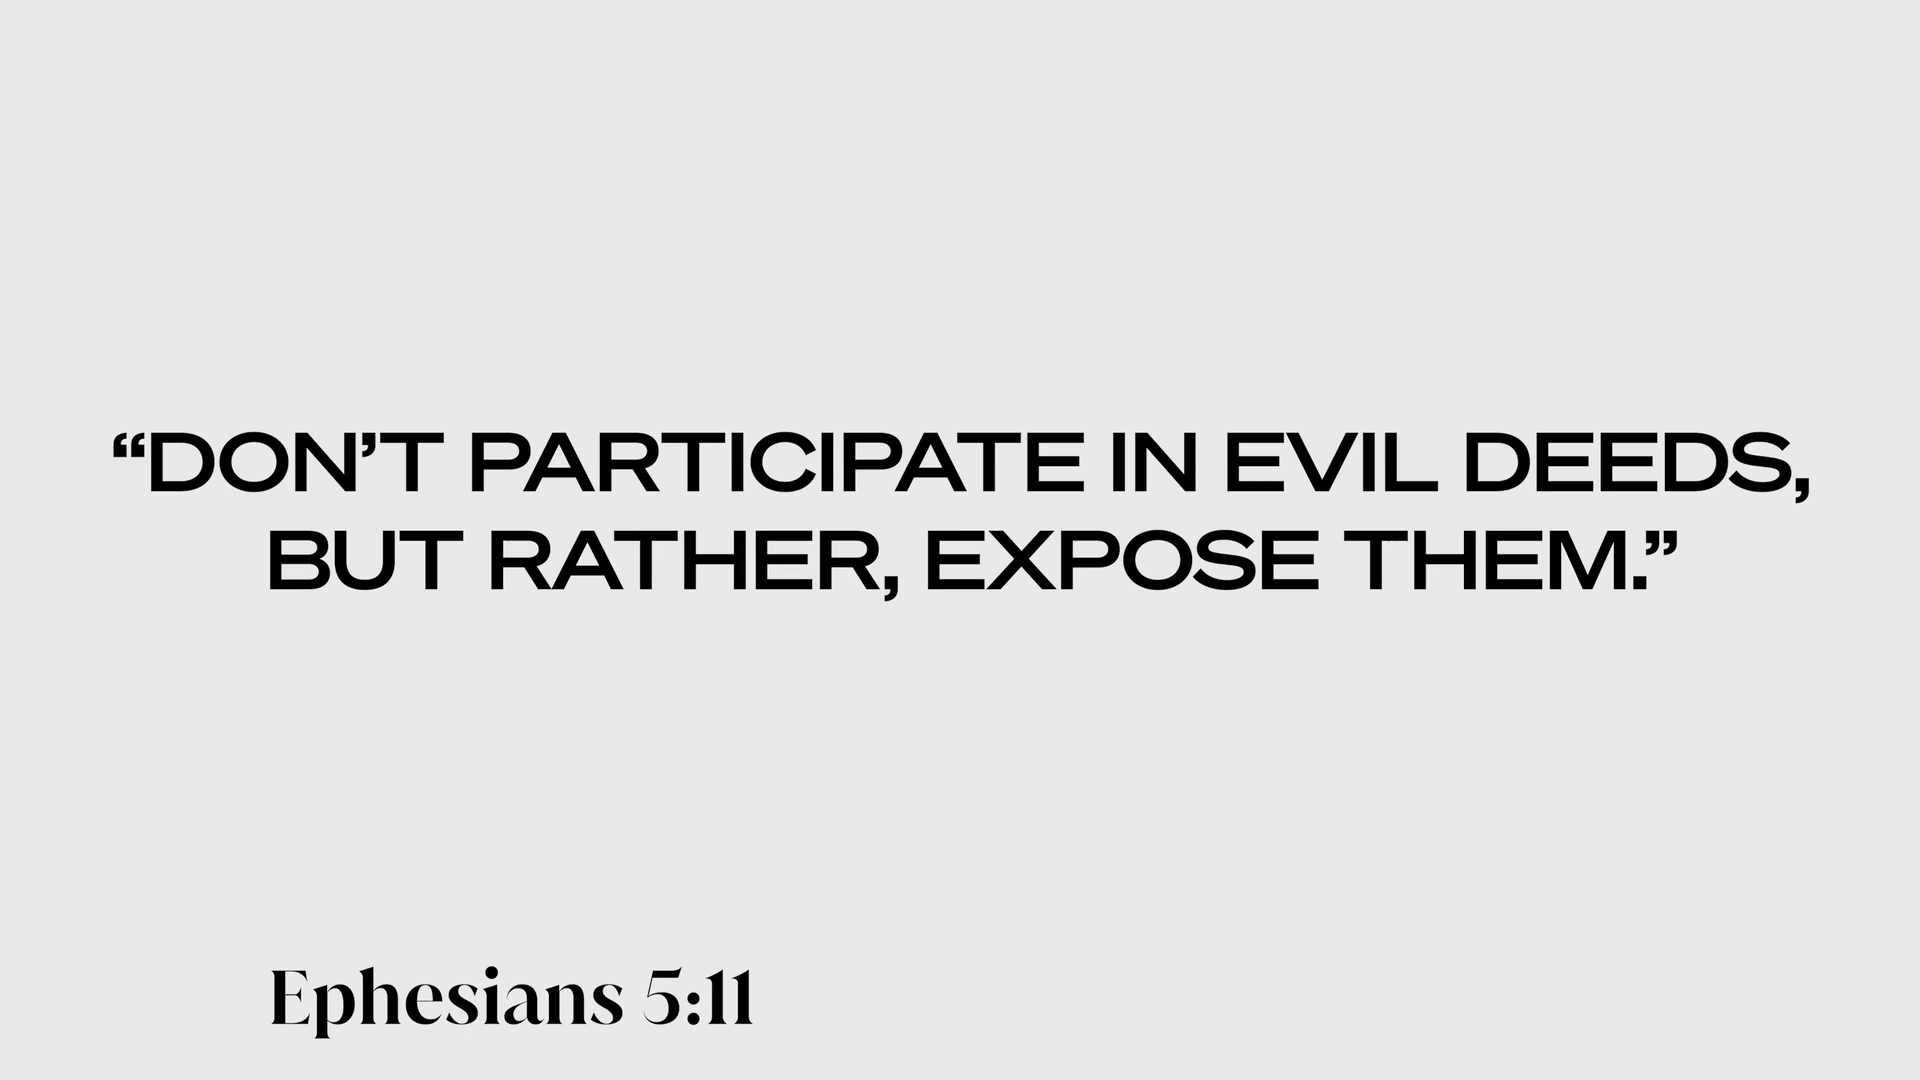 “DON’T PARTICIPATE IN EVIL DEEDS,
BUT RATHER, EXPOSE THEM.”
Ephesians 5:11